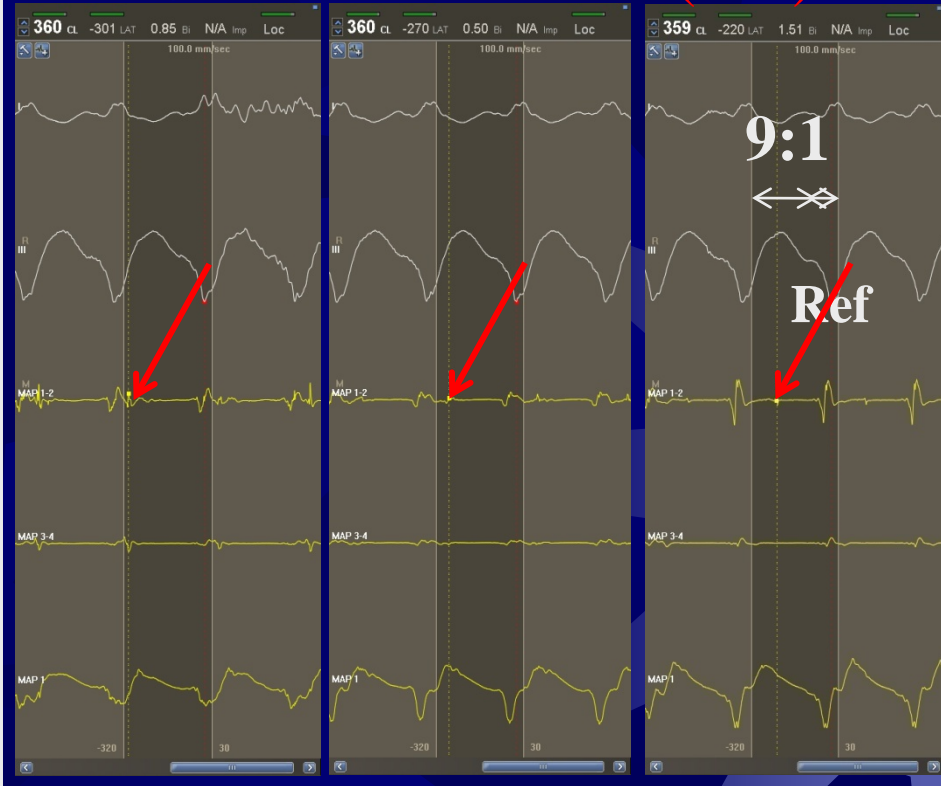 360 CL -301 LAT 0.85 Bi N/A Imp Loc
100.0 mm/sec
I
R
III
M
MAP 1-2
MAP 3-4
MAP 1
-320 30
360 CL -270 LAT 0.50 Bi N/A Imp Loc
100.0 mm/sec
I
R
III
M
MAP 1-2
MAP 3-4
MAP 1
-320 30
359 CL -220 LAT 1.51 Bi N/A Imp Loc
100.0 mm/sec
I
9:1
R
III
Ref
M
MAP 1-2
MAP 3-4
MAP 1
-320 30